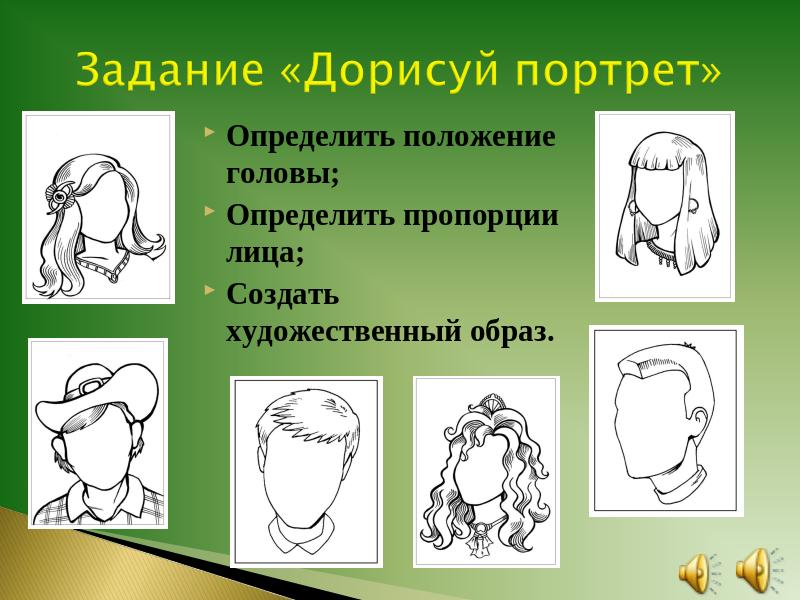 Задание «Дорисуй портрет»
Определить положение
головы;
Определить пропорции
лица;
Создать
художественный образ.